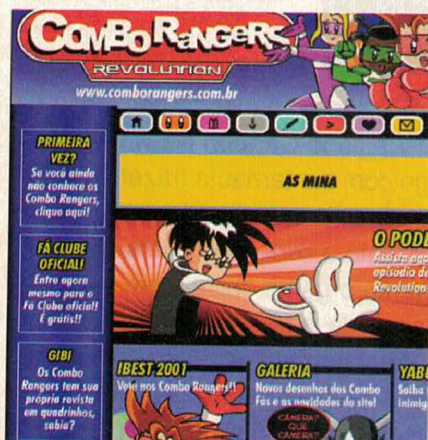 COMBO RANGERS
REVOLUTION
www.comborangers.com.br
PRIMEIRA
VEZ?
Se você ainda
não conhece os
Combo Rangers,
clique aqui!
FÃ CLUBE
OFICIAL!
Entre agora
mesmo para o
Fã Clube oficial!
É grátis!!
GIBI
Os Combo
Rangers tem sua
própria revista
em quadrinhos,
sabia?
AS MINA
O PODE
Assista
episódio de
Revolution
IBEST 2001
Vote nos Combo Rangers!!
GALERIA
Novos desenhos dos Combo
Fãs e as novidades do site!
CÂMERA?
QUE
CÂMERA?
YABU
Saiba
inimig